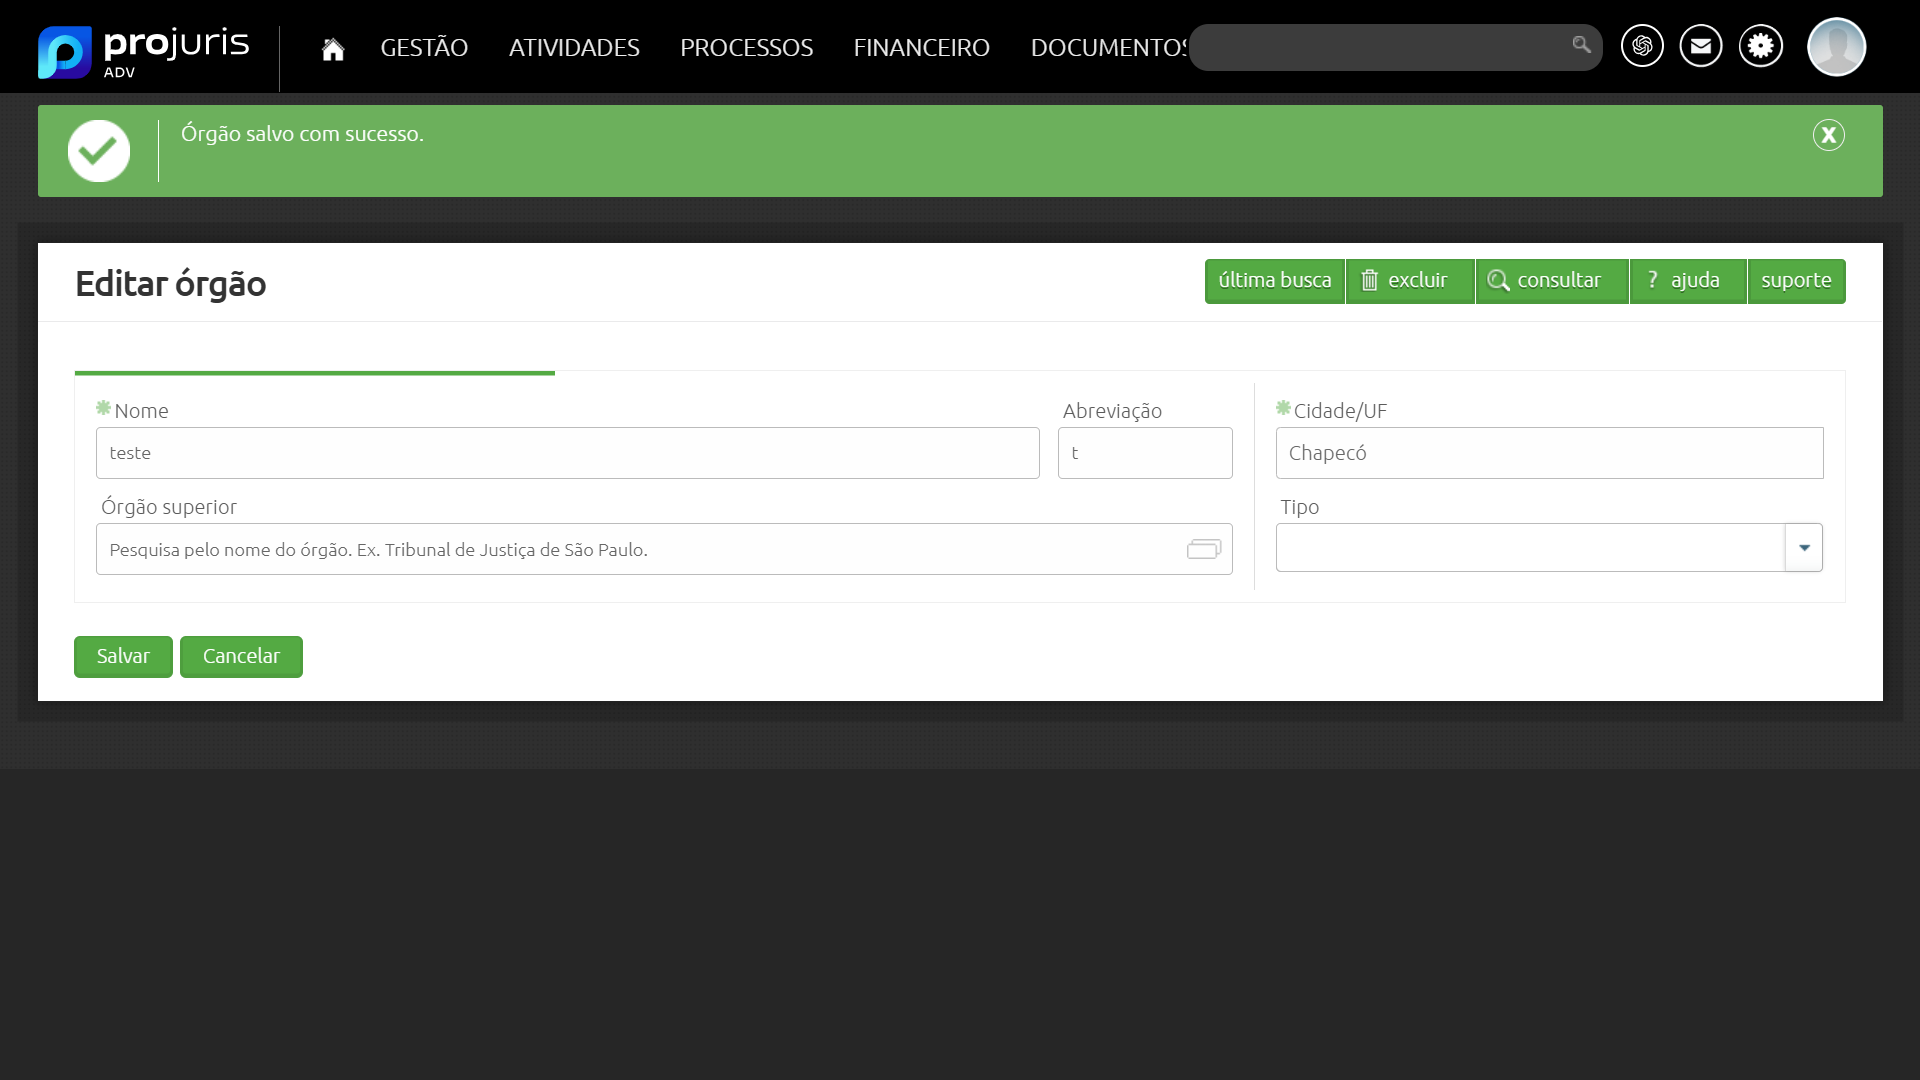 projuris
ADV
GESTÃO ATIVIDADES PROCESSOS FINANCEIRO DOCUMENTOS
Órgão salvo com sucesso.
X
Editar órgão
última busca excluir consultar ? ajuda suporte
Nome
teste
Abreviação
t
Cidade/UF
Chapecó
Órgão superior
Pesquisa pelo nome do órgão. Ex. Tribunal de Justiça de São Paulo.
Tipo
Salvar Cancelar